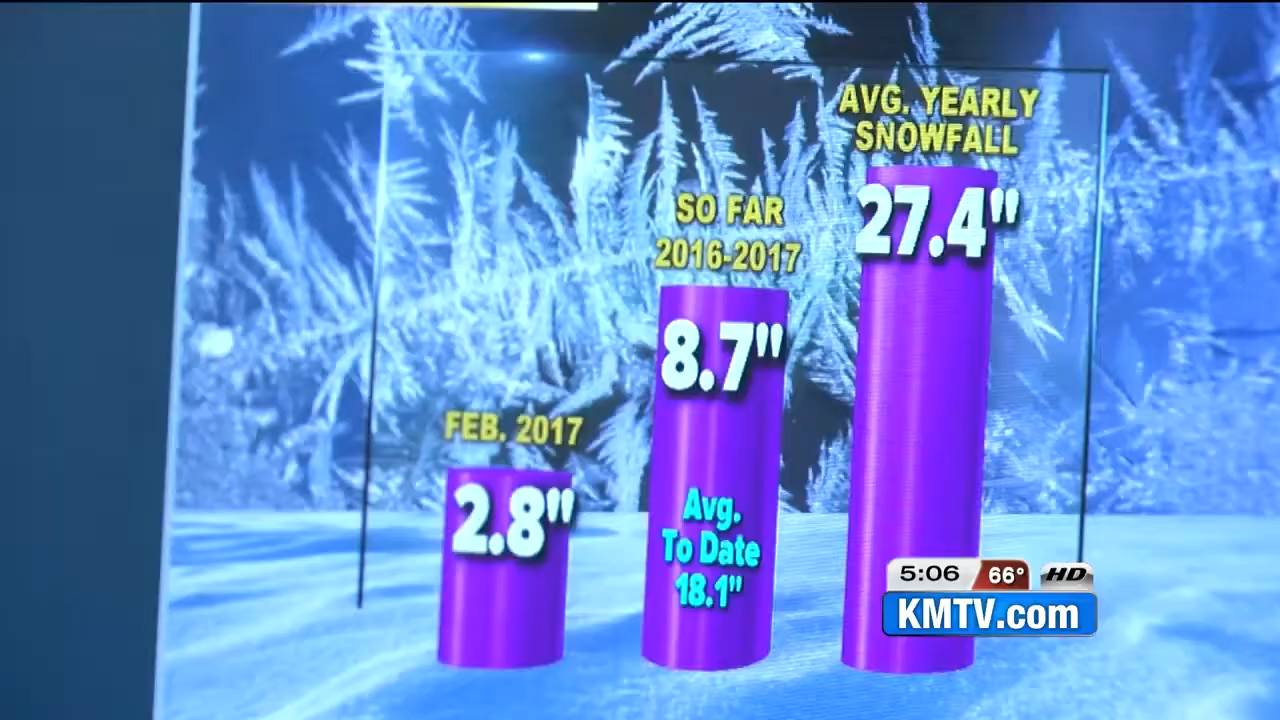 AVG. YEARLY
SNOWFALL
27.4"
SO FAR
2016-2017
8.7"
Avg.
To Date
18.1"
FEB. 2017
2.8"
5:06 66° HD
KMTV.com